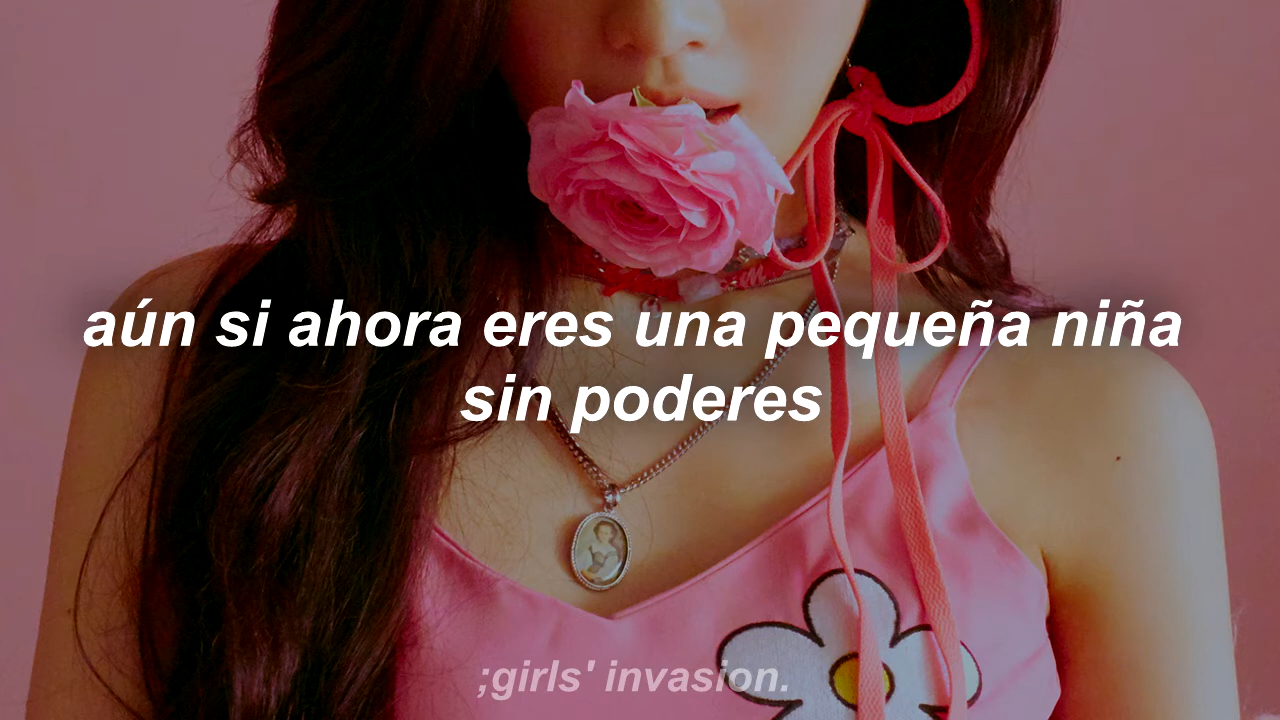 aún si ahora eres una pequeña niña
sin poderes
;girls' invasion.